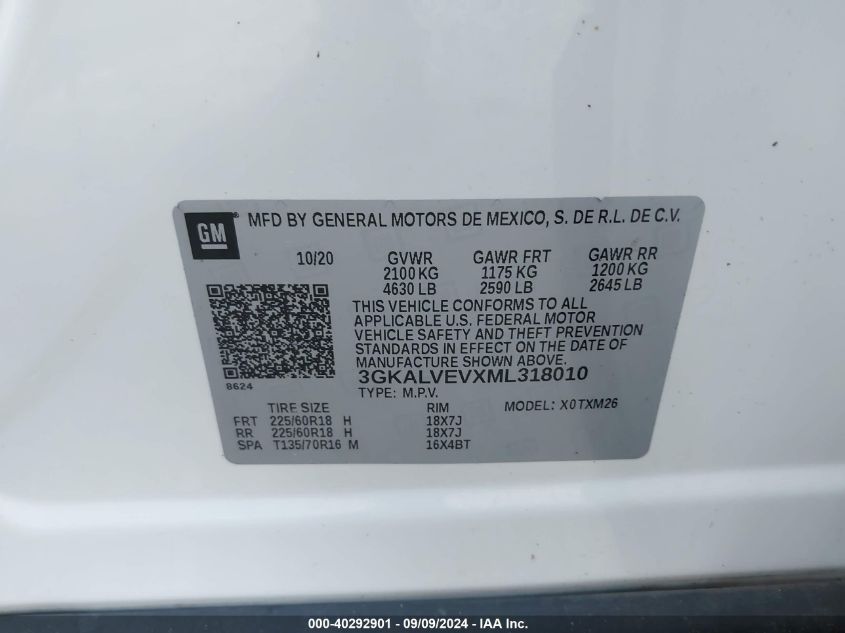 GM ® MFD BY GENERAL MOTORS DE MEXICO, S. DE R.L. DE C.V.
10/20 GVWR GAWR FRT GAWR RR
2100 KG 1175 KG 1200 KG
4630 LB 2590 LB 2645 LB
THIS VEHICLE CONFORMS TO ALL
APPLICABLE U.S. FEDERAL MOTOR
VEHICLE SAFETY AND THEFT PREVENTION
STANDARDS IN EFFECT ON THE DATE OF
MANUFACTURE SHOWN ABOVE.
8624 3GKALVEVXML318010
TYPE: M.P.V. MODEL: X0TXM26
TIRE SIZE RIM
FRT 225/60R18 H 18X7J
RR 225/60R18 H 18X7J
SPA T135/70R16 M 16X4BT
000-40292901 - 09/09/2024 - IAA Inc.